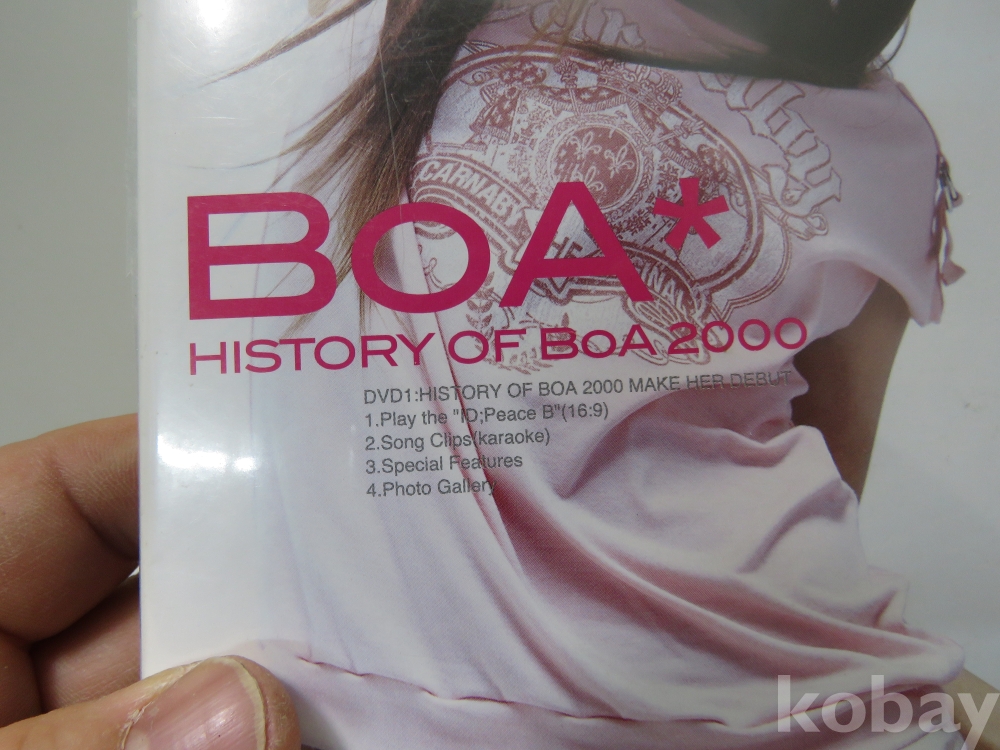 CARNABY
BoA*
INAL
HISTORY OF BoA 2000
DVD1:HISTORY OF BOA 2000 MAKE HER DEBUT
1.Play the "ID;Peace B"(16:9)
2.Song Clips(karaoke)
3.Special Features
4.Photo Gallery
kobay